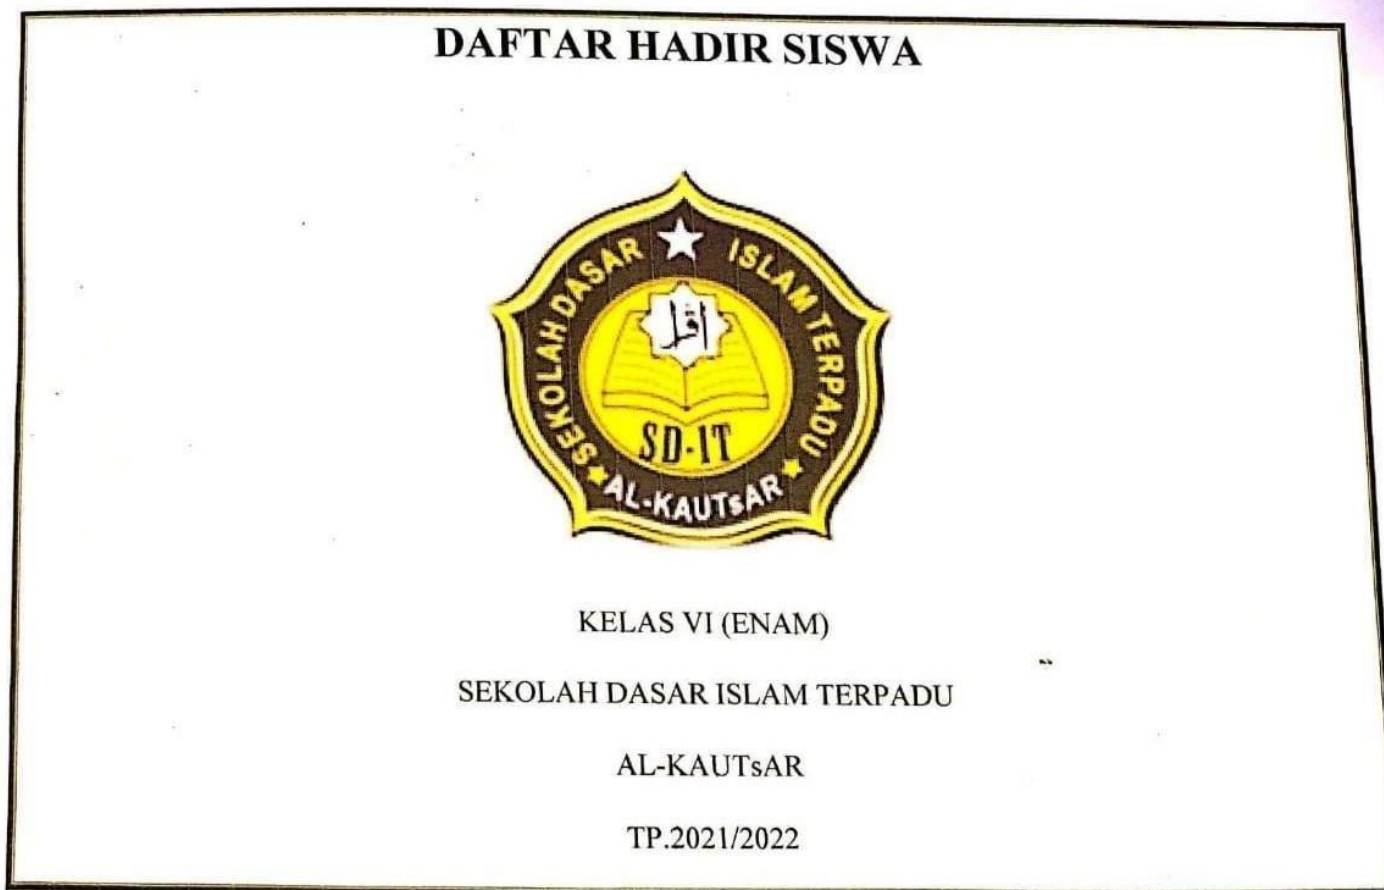 DAFTAR HADIR SISWA
SEKOLAH DASAR ISLAM TERPADU
اقرأ
SD-IT
AL-KAUTsAR
KELAS VI (ENAM)
SEKOLAH DASAR ISLAM TERPADU
AL-KAUTsAR
TP.2021/2022